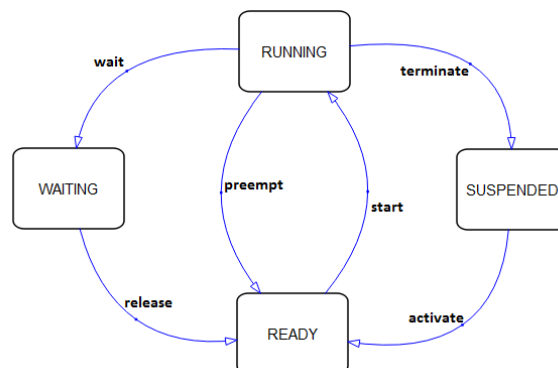 RUNNING
wait
terminate
WAITING
preempt
start
SUSPENDED
release
READY
activate